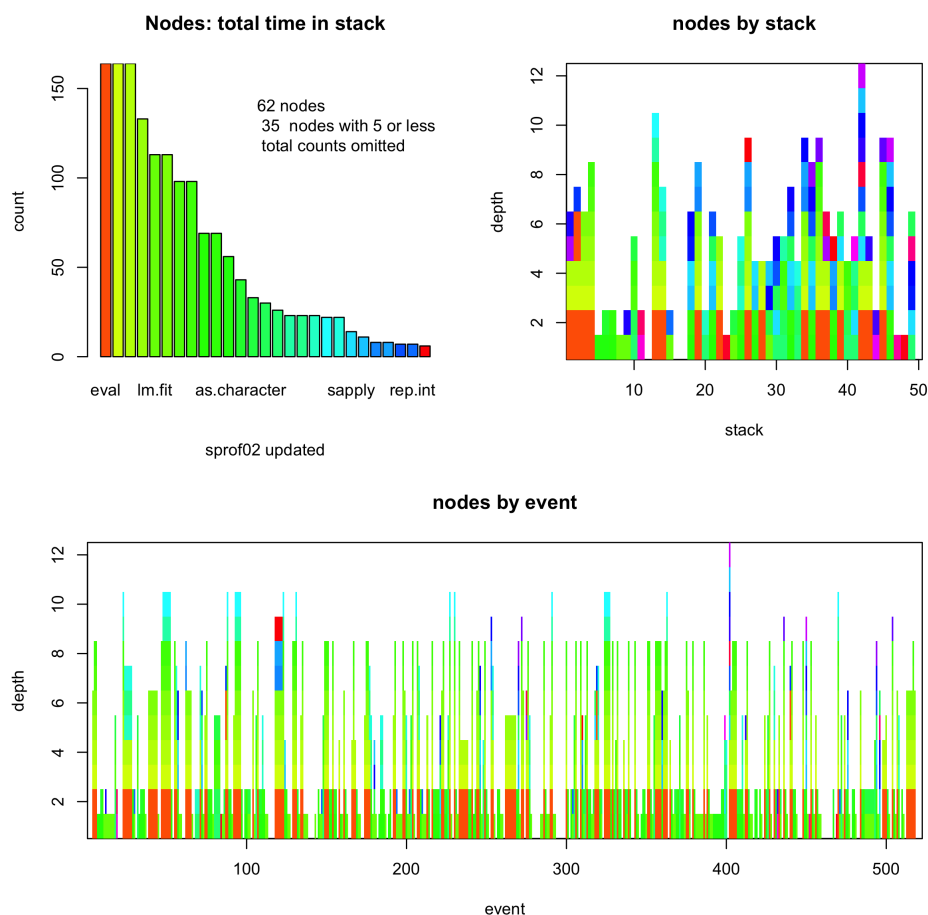 Nodes: total time in stack
62 nodes
35 nodes with 5 or less
total counts omitted
count
0 50 100 150
eval lm.fit as.character sapply rep.int
sprof02 updated
nodes by stack
depth
2 4 6 8 10 12
10 20 30 40 50
stack
nodes by event
depth
2 4 6 8 10 12
100 200 300 400 500
event